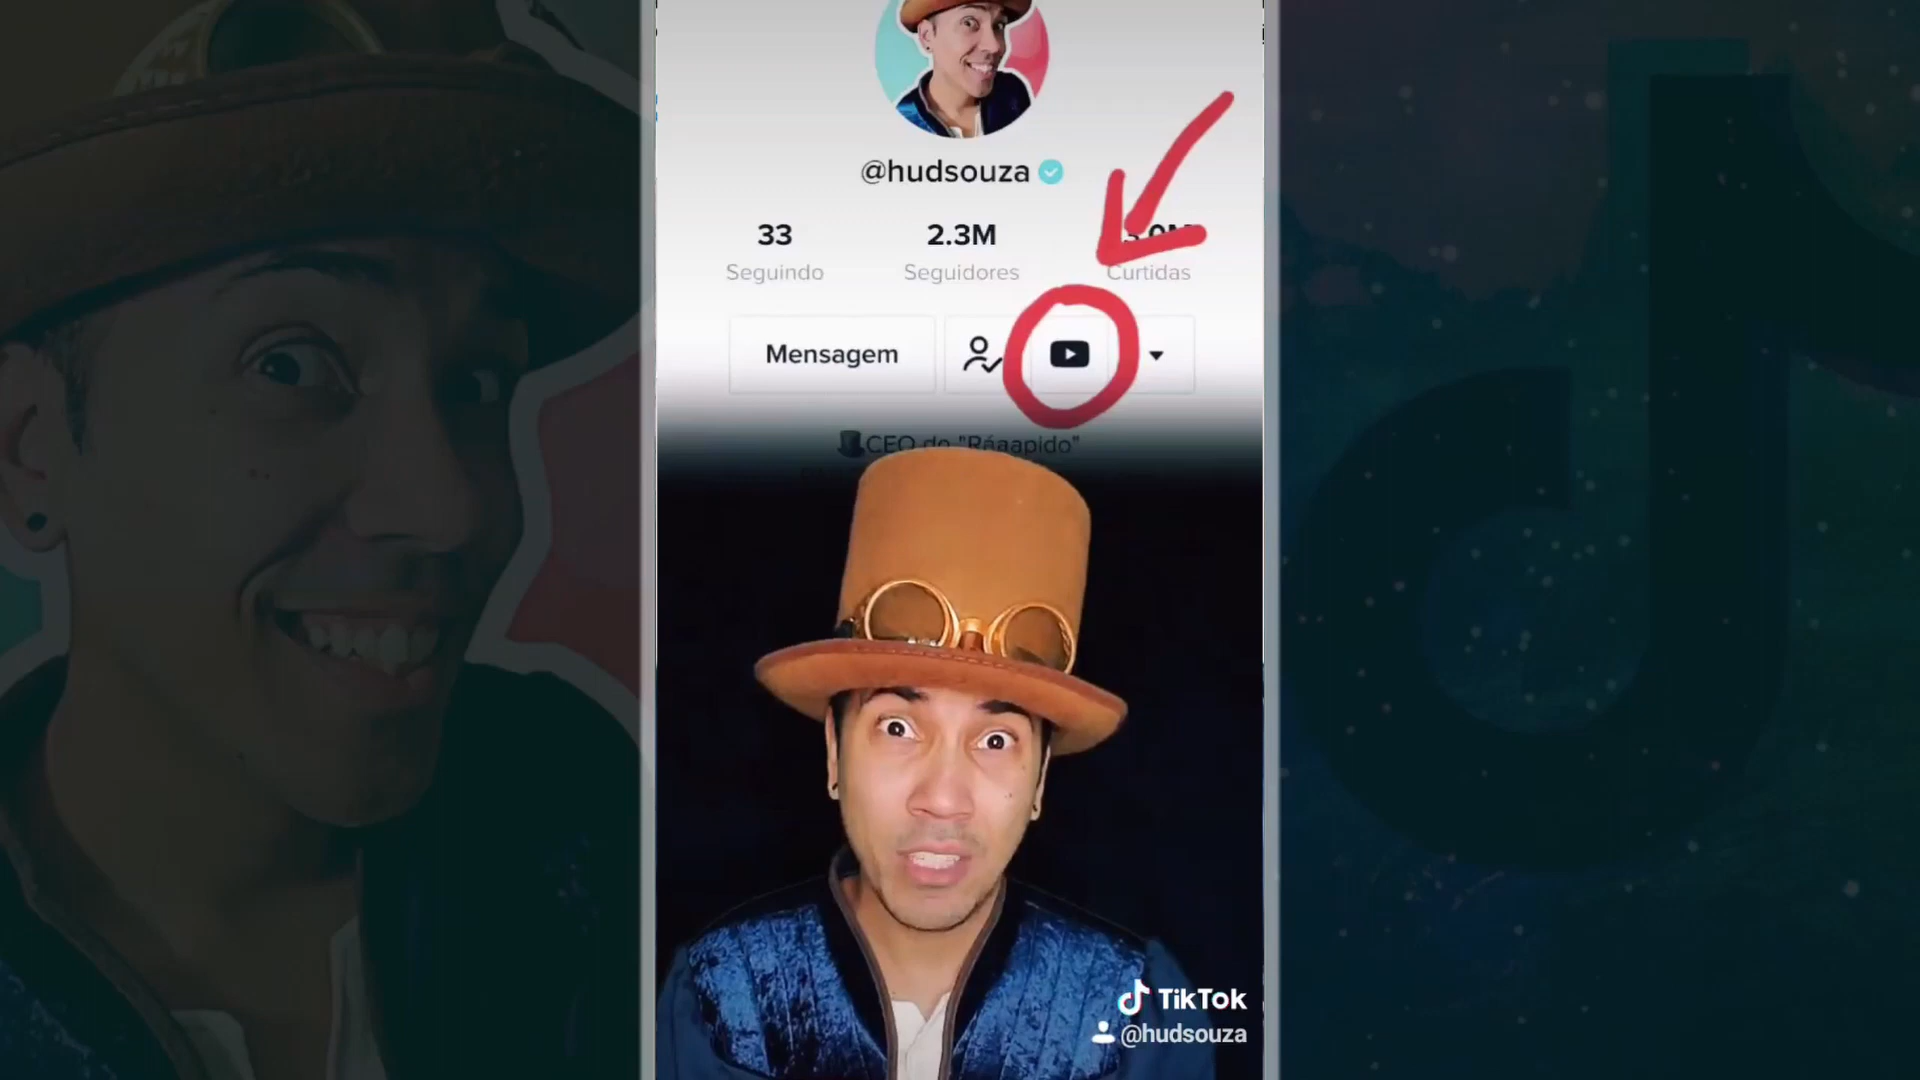 @hudsouza
33 2.3M
Seguindo Seguidores Curtidas
Mensagem
CEO do "Ráaapido"
TikTok
@hudsouza